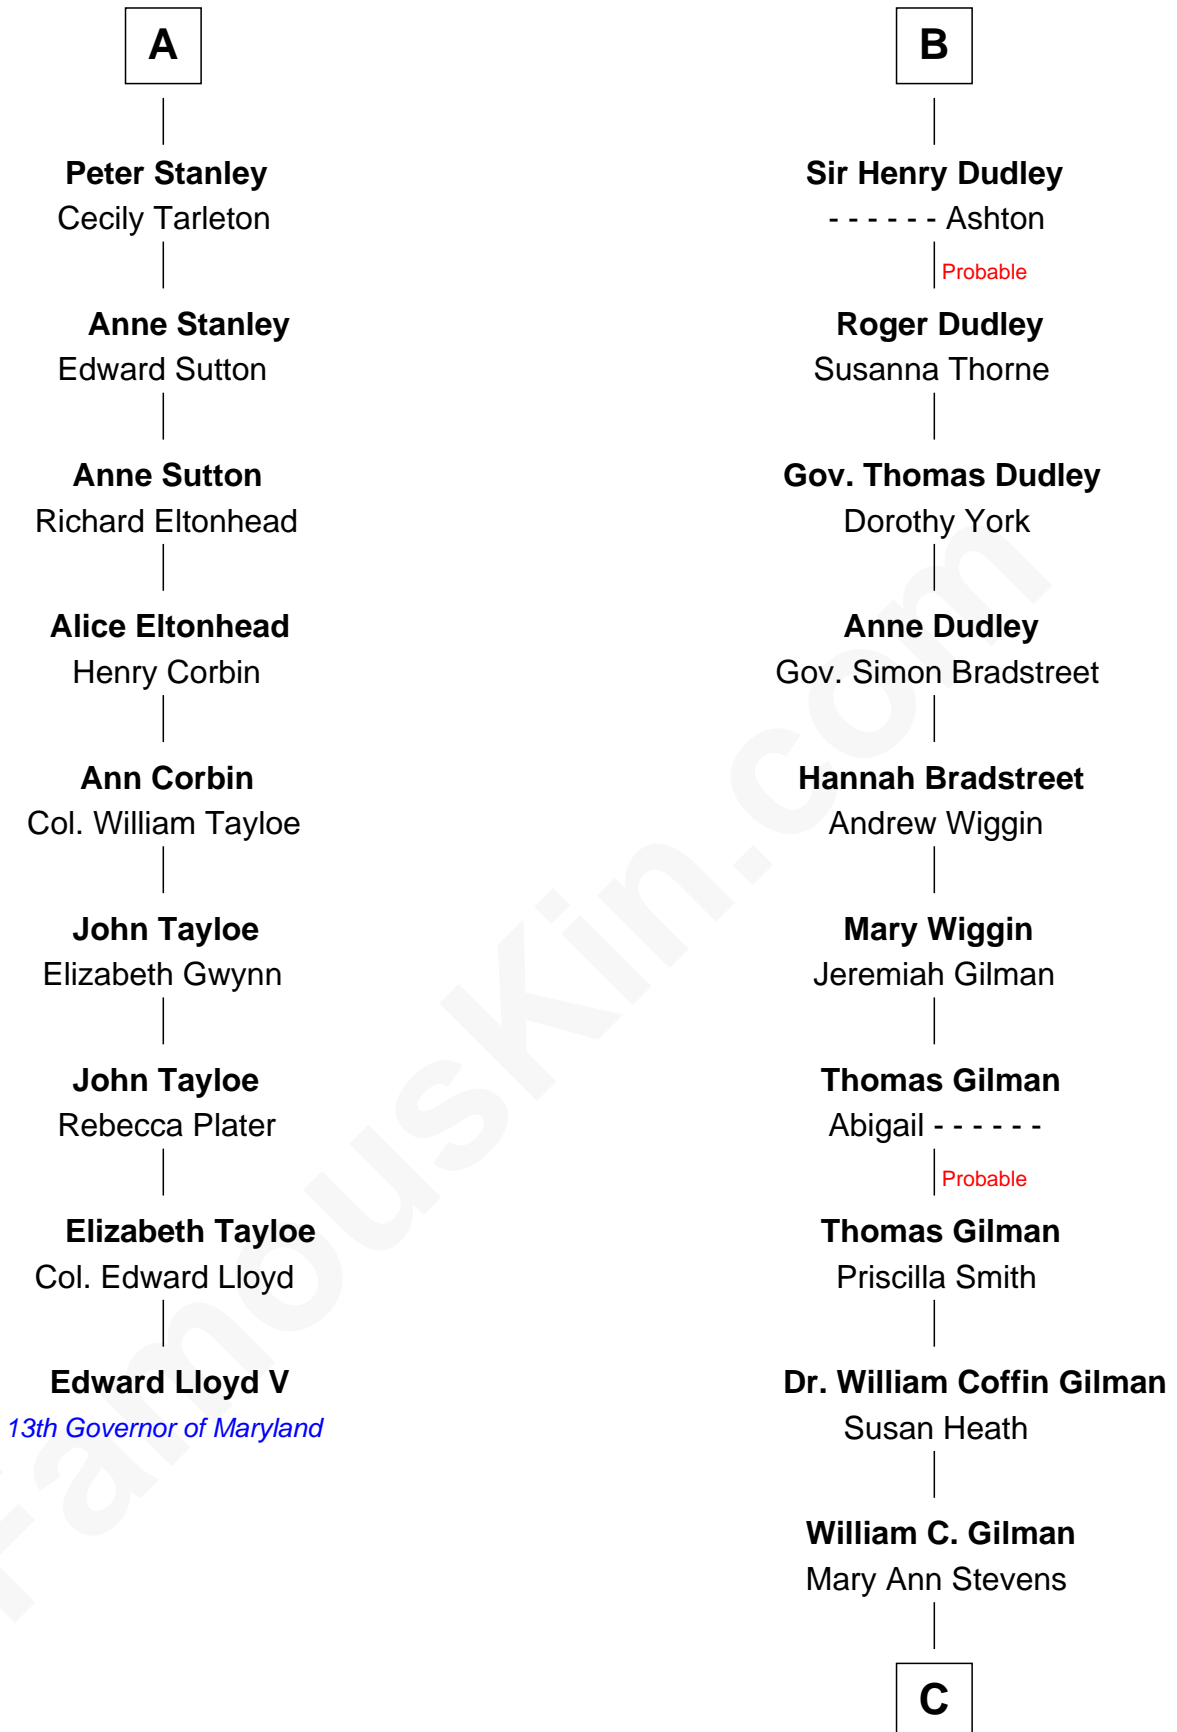 A
Peter Stanley
Cecily Tarleton
Anne Stanley
Edward Sutton
Anne Sutton
Richard Eltonhead
Alice Eltonhead
Henry Corbin
Ann Corbin
Col. William Tayloe
John Tayloe
Elizabeth Gwynn
John Tayloe
Rebecca Plater
Elizabeth Tayloe
Col. Edward Lloyd
Edward Lloyd V
13th Governor of Maryland
B
Sir Henry Dudley
- - - - - - Ashton
Probable
Roger Dudley
Susanna Thorne
Gov. Thomas Dudley
Dorothy York
Anne Dudley
Gov. Simon Bradstreet
Hannah Bradstreet
Andrew Wiggin
Mary Wiggin
Jeremiah Gilman
Thomas Gilman
Abigail - - - - - -
Probable
Thomas Gilman
Priscilla Smith
Dr. William Coffin Gilman
Susan Heath
William C. Gilman
Mary Ann Stevens
C
FamousKin.com